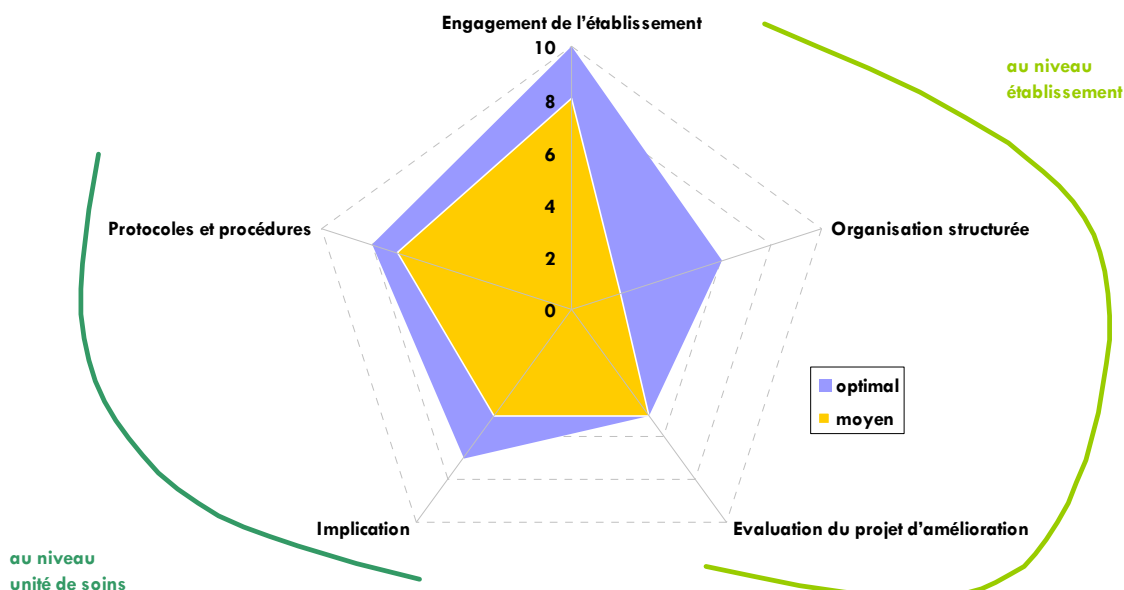 Engagement de l'établissement
10
8
6
4
2
0
au niveau
établissement
Protocoles et procédures
Organisation structurée
optimal
moyen
Implication
Evaluation du projet d'amélioration
au niveau
unité de soins